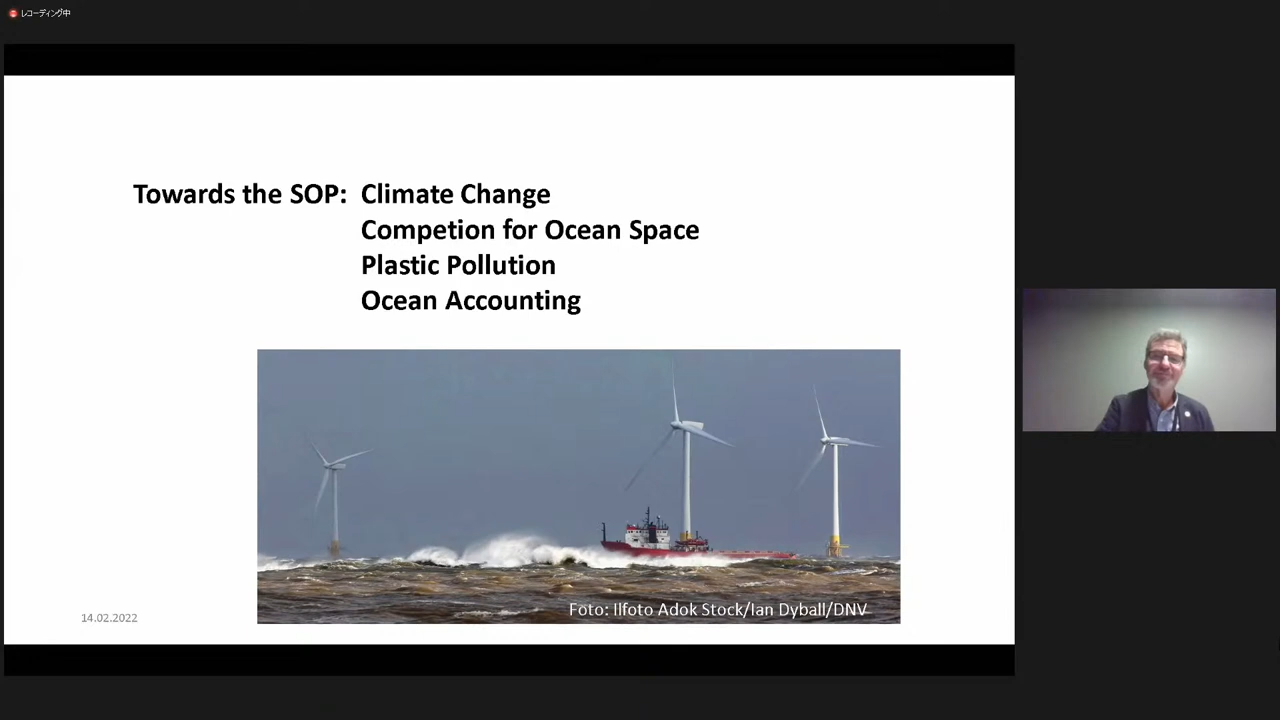 レコーディング中
Towards the SOP: Climate Change
Competion for Ocean Space
Plastic Pollution
Ocean Accounting
Foto: Ilfoto Adok Stock/Ian Dyball/DNV
14.02.2022